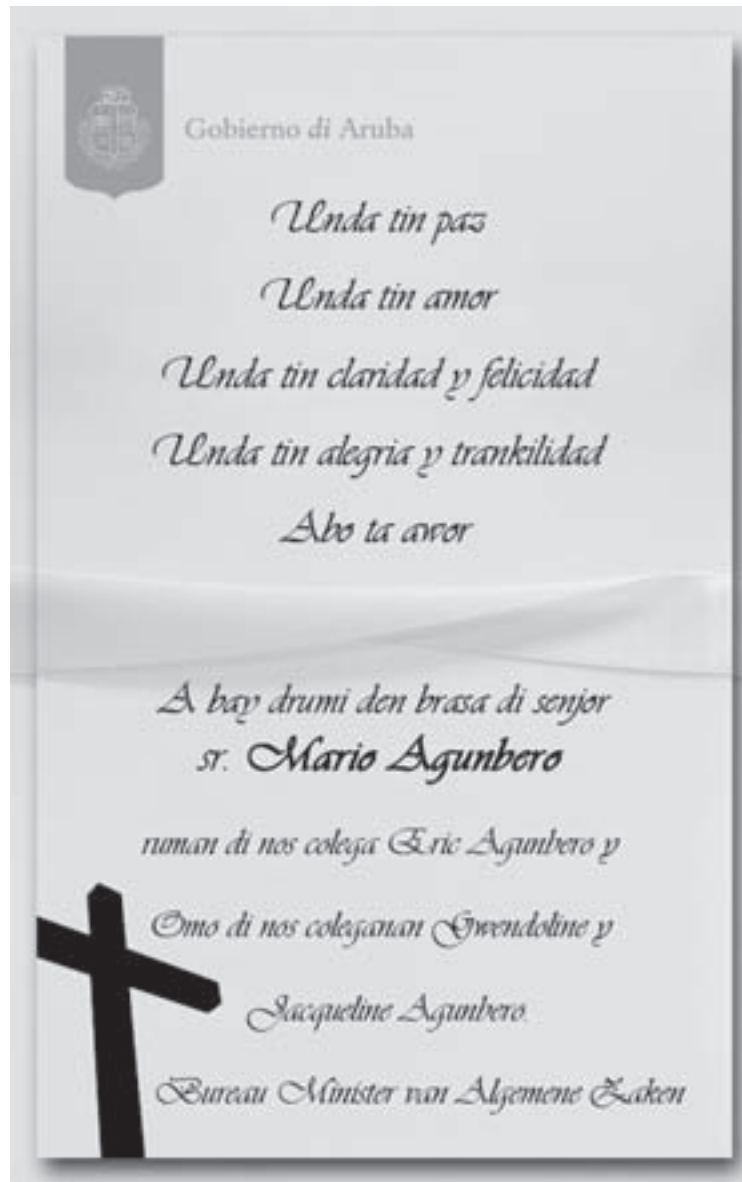 Gobierno di Aruba
Unda tin paz
Unda tin amor
Unda tin claridad y felicidad
Unda tin alegria y trankilidad
Abo ta awor
A bay drumi den brasa di senjor
sr. Mario Agunbero
ruman di nos colega Eric Agunbero y
Omo di nos coleganan Gwendoline y
Jacqueline Agunbero.
Bureau Minister van Algemene Zaken